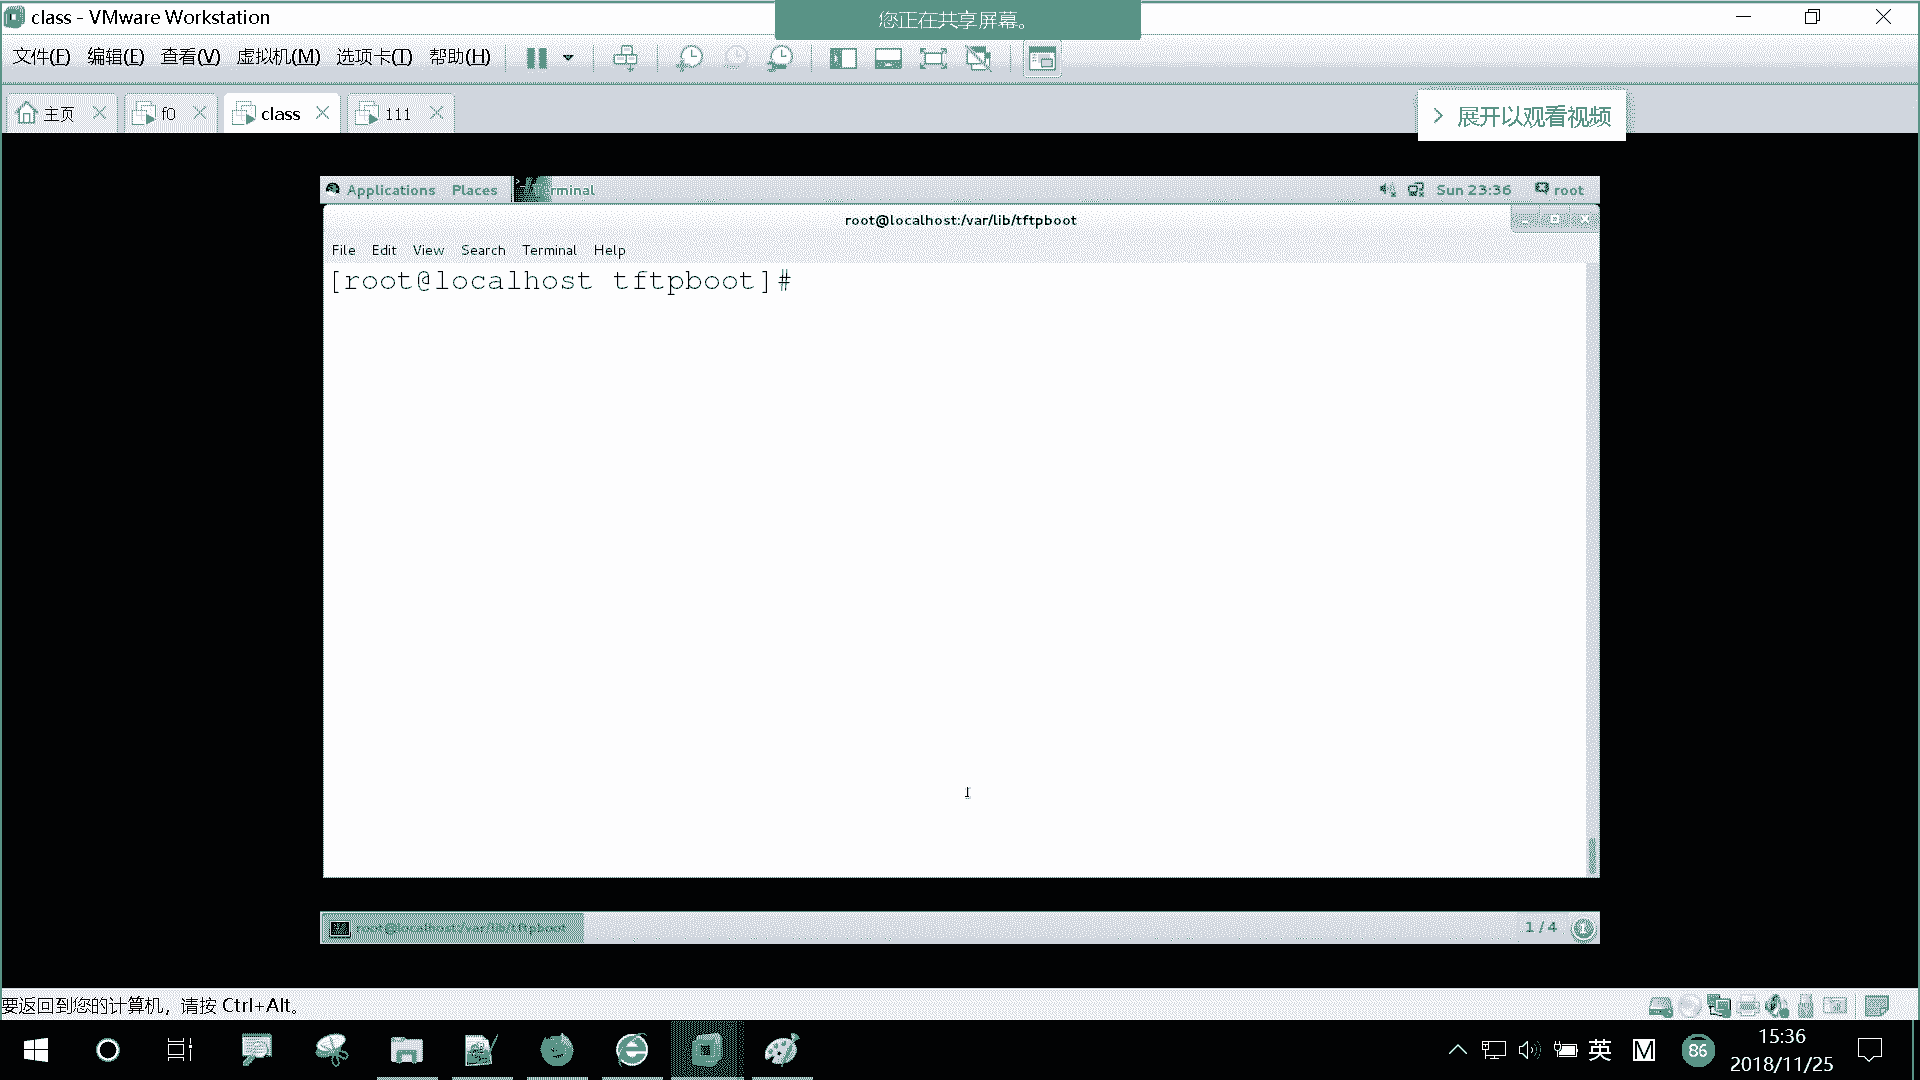 class - VMware Workstation
您正在共享屏幕。
文件(F) 编辑(E) 查看(V) 虚拟机(M) 选项卡(T) 帮助(H)
主页 f0 class 111
展开以观看视频
Applications Places Sun 23:36 root
root@localhost:/var/lib/tftpboot
File Edit View Search Terminal Help
[root@localhost tftpboot]#
root@localhost:/var/lib/tftpboot
1 / 4
要返回到您的计算机，请按 Ctrl+Alt。
英 M 86
15:36
2018/11/25